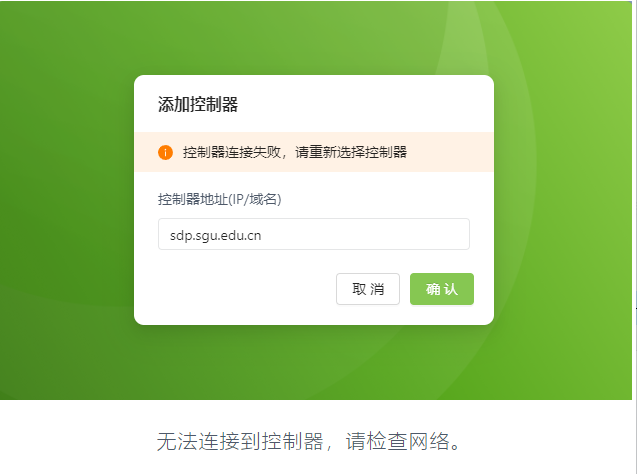 添加控制器
控制器连接失败，请重新选择控制器
控制器地址(IP/域名)
sdp.sgu.edu.cn
取 消
确 认
无法连接到控制器，请检查网络。